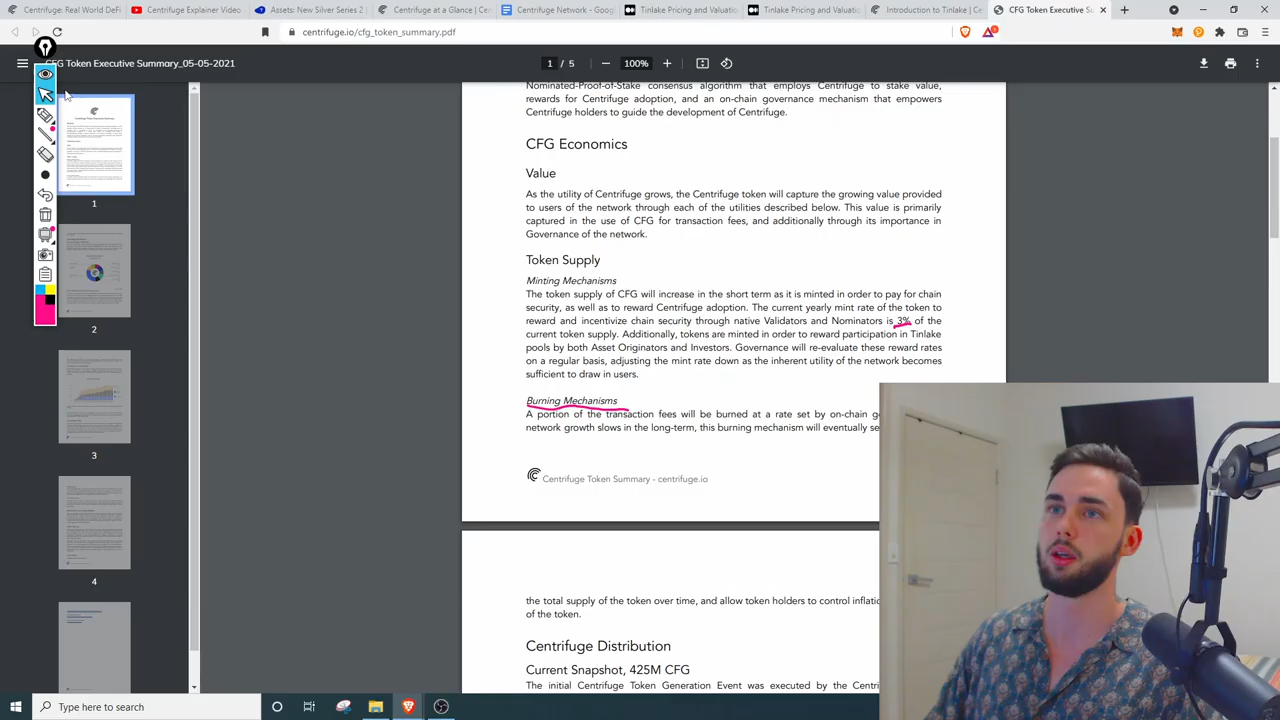 Centrifuge: Real World DeFi
Centrifuge Explainer Video
Assets: New Silver Series 2
Centrifuge at a Glance | Cen
Centrifuge Network - Goog
Tinlake Pricing and Valuatio
Tinlake Pricing and Valuatio
Introduction to Tinlake | Ce
CFG Token Executive Su
centrifuge.io/cfg_token_summary.pdf
CFG Token Executive Summary_05-05-2021
1 / 5
100%
Nominated-Proof-of-Stake consensus algorithm that employs Centrifuge to stake value,
rewards for Centrifuge adoption, and an on-chain governance mechanism that empowers
Centrifuge holders to guide the development of Centrifuge.
CFG Economics
Value
As the utility of Centrifuge grows, the Centrifuge token will capture the growing value provided
to users of the network through each of the utilities described below. This value is primarily
captured in the use of CFG for transaction fees, and additionally through its importance in
Governance of the network.
Token Supply
Minting Mechanisms
The token supply of CFG will increase in the short term as it is minted in order to pay for chain
security, as well as to reward Centrifuge adoption. The current yearly mint rate of the token to
reward and incentivize chain security through native Validators and Nominators is 3% of the
current token supply. Additionally, tokens are minted in order to reward participation in Tinlake
pools by both Asset Originators and Investors. Governance will re-evaluate these reward rates
on a regular basis, adjusting the mint rate down as the inherent utility of the network becomes
sufficient to draw in users.
Burning Mechanisms
A portion of the transaction fees will be burned at a rate set by on-chain g
network growth slows in the long-term, this burning mechanism will eventually se
Centrifuge Token Summary - centrifuge.io
the total supply of the token over time, and allow token holders to control inflatio
of the token.
Centrifuge Distribution
Current Snapshot, 425M CFG
The initial Centrifuge Token Generation Event was executed by the Centri
1
2
3
4
Type here to search